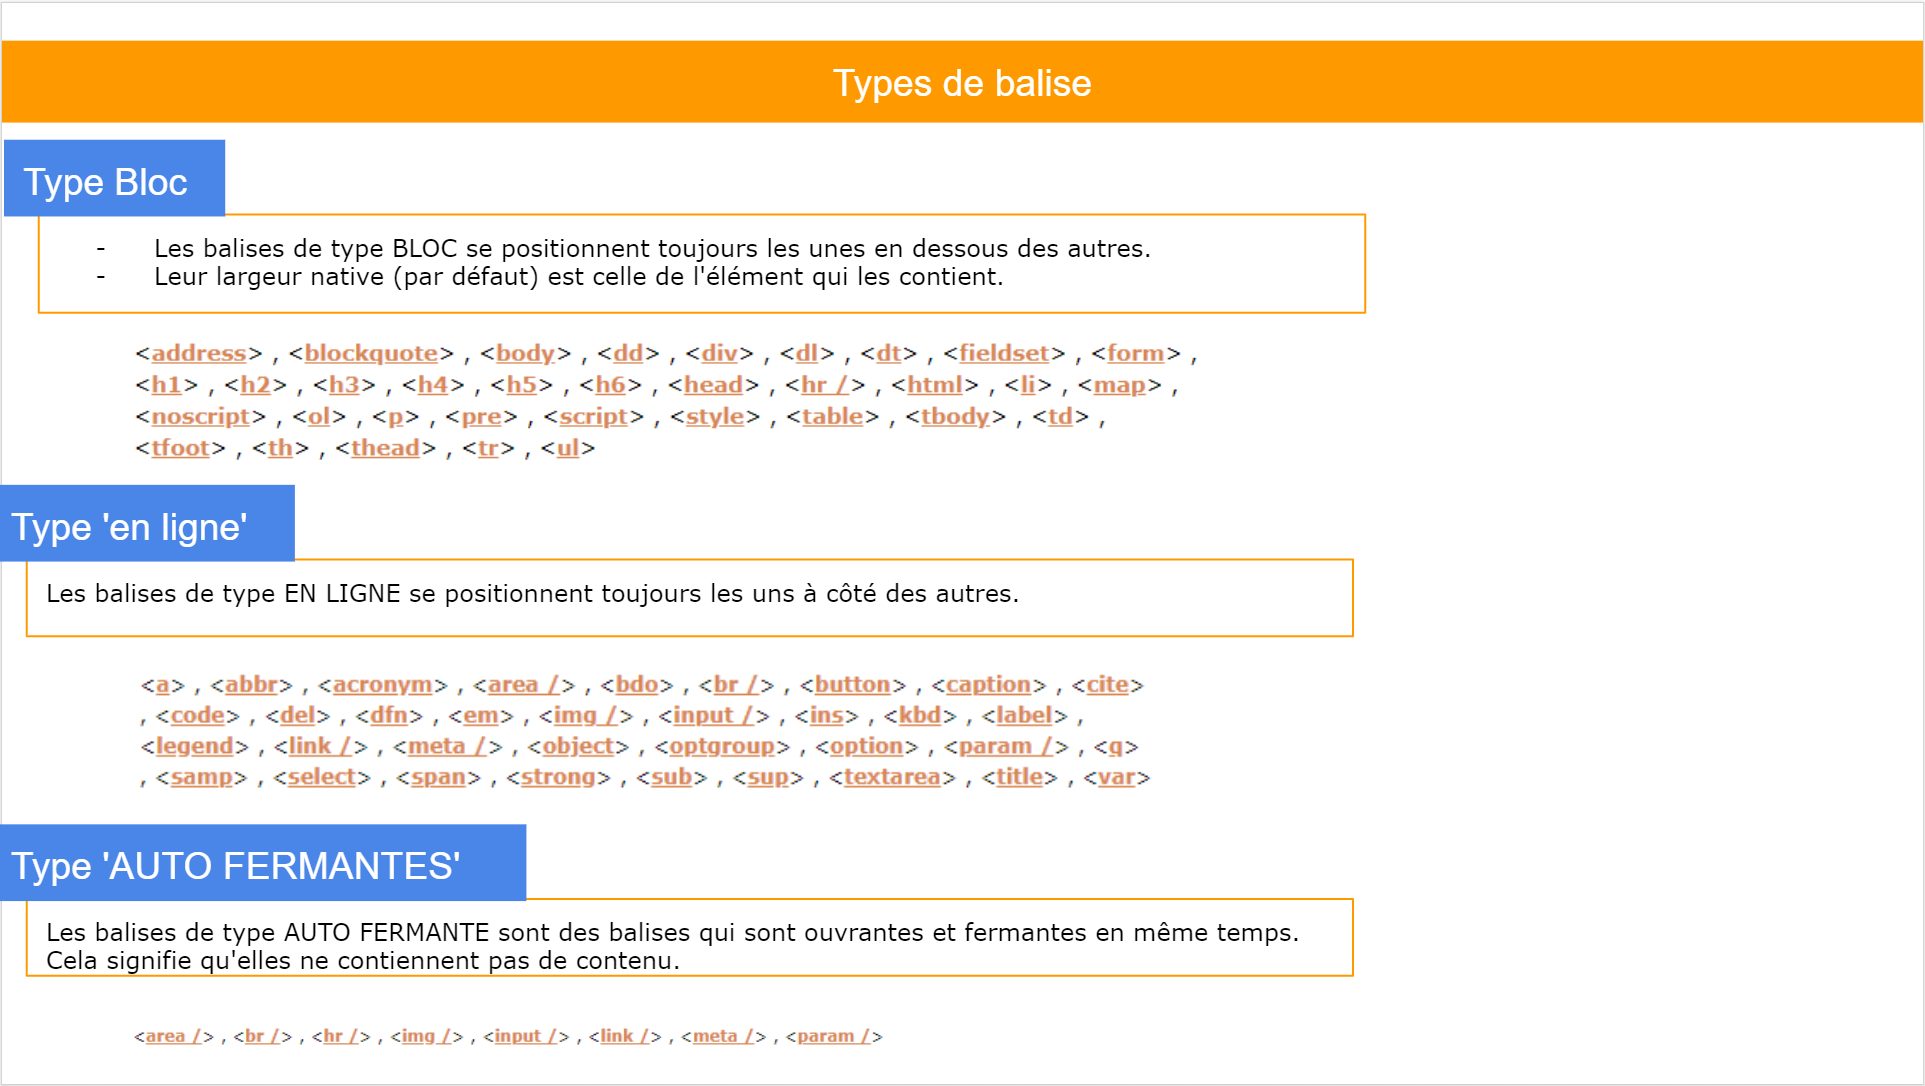 Types de balise
Type Bloc
- Les balises de type BLOC se positionnent toujours les unes en dessous des autres.
- Leur largeur native (par défaut) est celle de l'élément qui les contient.
<address> , <blockquote> , <body> , <dd> , <div> , <dl> , <dt> , <fieldset> , <form> ,
<h1> , <h2> , <h3> , <h4> , <h5> , <h6> , <head> , <hr /> , <html> , <li> , <map> ,
<noscript> , <ol> , <p> , <pre> , <script> , <style> , <table> , <tbody> , <td> ,
<tfoot> , <th> , <thead> , <tr> , <ul>
Type 'en ligne'
Les balises de type EN LIGNE se positionnent toujours les uns à côté des autres.
<a> , <abbr> , <acronym> , <area /> , <bdo> , <br /> , <button> , <caption> , <cite>
, <code> , <del> , <dfn> , <em> , <img /> , <input /> , <ins> , <kbd> , <label> ,
<legend> , <link /> , <meta /> , <object> , <optgroup> , <option> , <param /> , <q>
, <samp> , <select> , <span> , <strong> , <sub> , <sup> , <textarea> , <title> , <var>
Type 'AUTO FERMANTES'
Les balises de type AUTO FERMANTE sont des balises qui sont ouvrantes et fermantes en même temps.
Cela signifie qu'elles ne contiennent pas de contenu.
<area /> , <br /> , <hr /> , <img /> , <input /> , <link /> , <meta /> , <param />